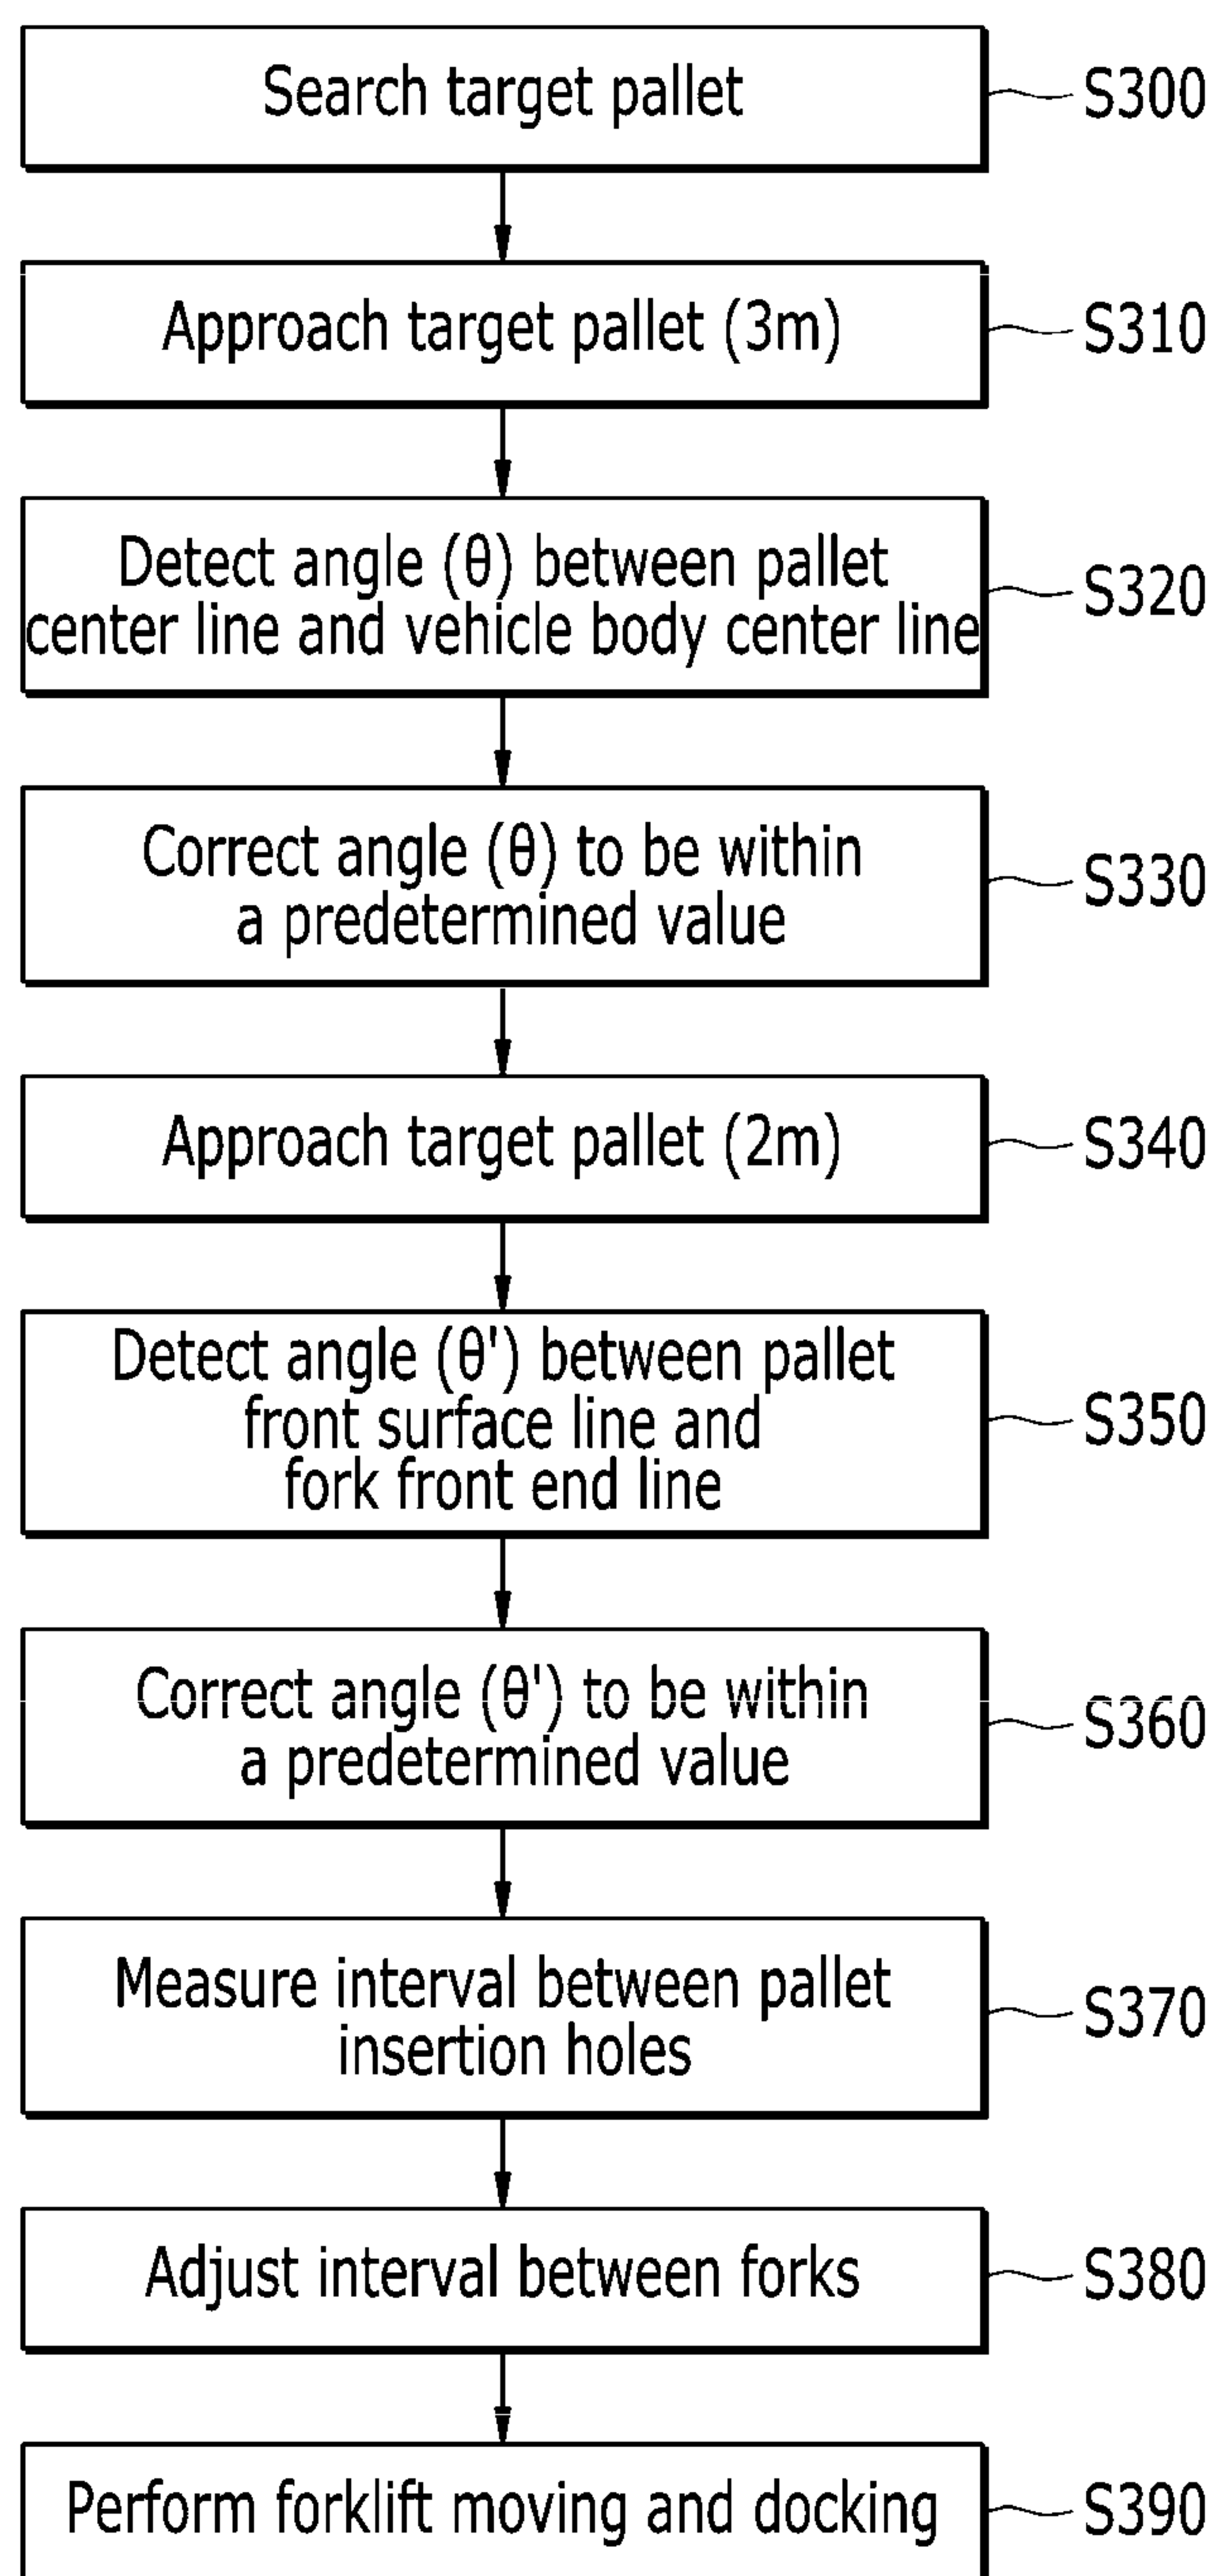 Search target pallet
S300
Approach target pallet (3m)
S310
Detect angle (θ) between pallet
center line and vehicle body center line
S320
Correct angle (θ) to be within
a predetermined value
S330
Approach target pallet (2m)
S340
Detect angle (θ') between pallet
front surface line and
fork front end line
S350
Correct angle (θ') to be within
a predetermined value
S360
Measure interval between pallet
insertion holes
S370
Adjust interval between forks
S380
Perform forklift moving and docking
S390